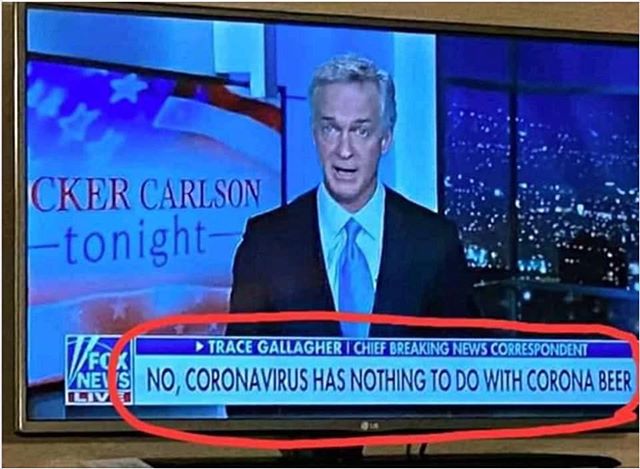 CKER CARLSON
tonight
TRACE GALLAGHER | CHIEF BREAKING NEWS CORRESPONDENT
FOX
NEWS
LIVE
NO, CORONAVIRUS HAS NOTHING TO DO WITH CORONA BEER
LG